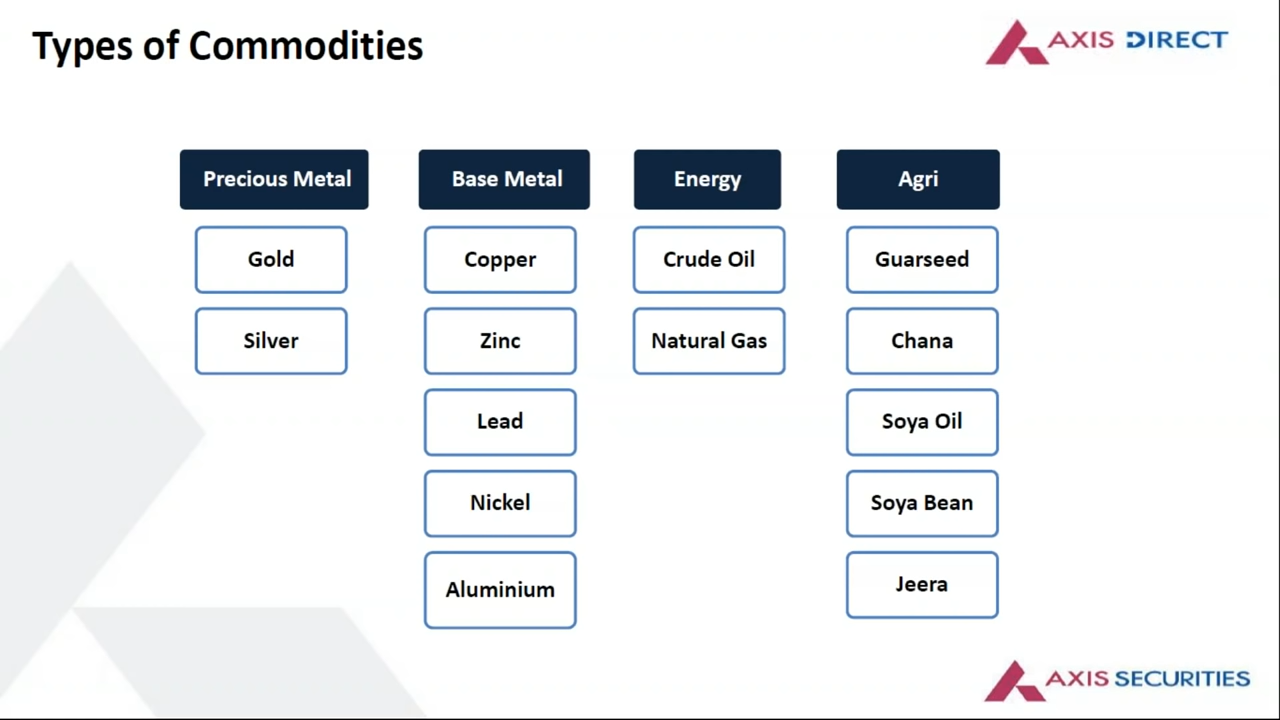 Types of Commodities
AXIS DIRECT
Precious Metal
Gold
Silver
Base Metal
Copper
Zinc
Lead
Nickel
Aluminium
Energy
Crude Oil
Natural Gas
Agri
Guarseed
Chana
Soya Oil
Soya Bean
Jeera
AXIS SECURITIES